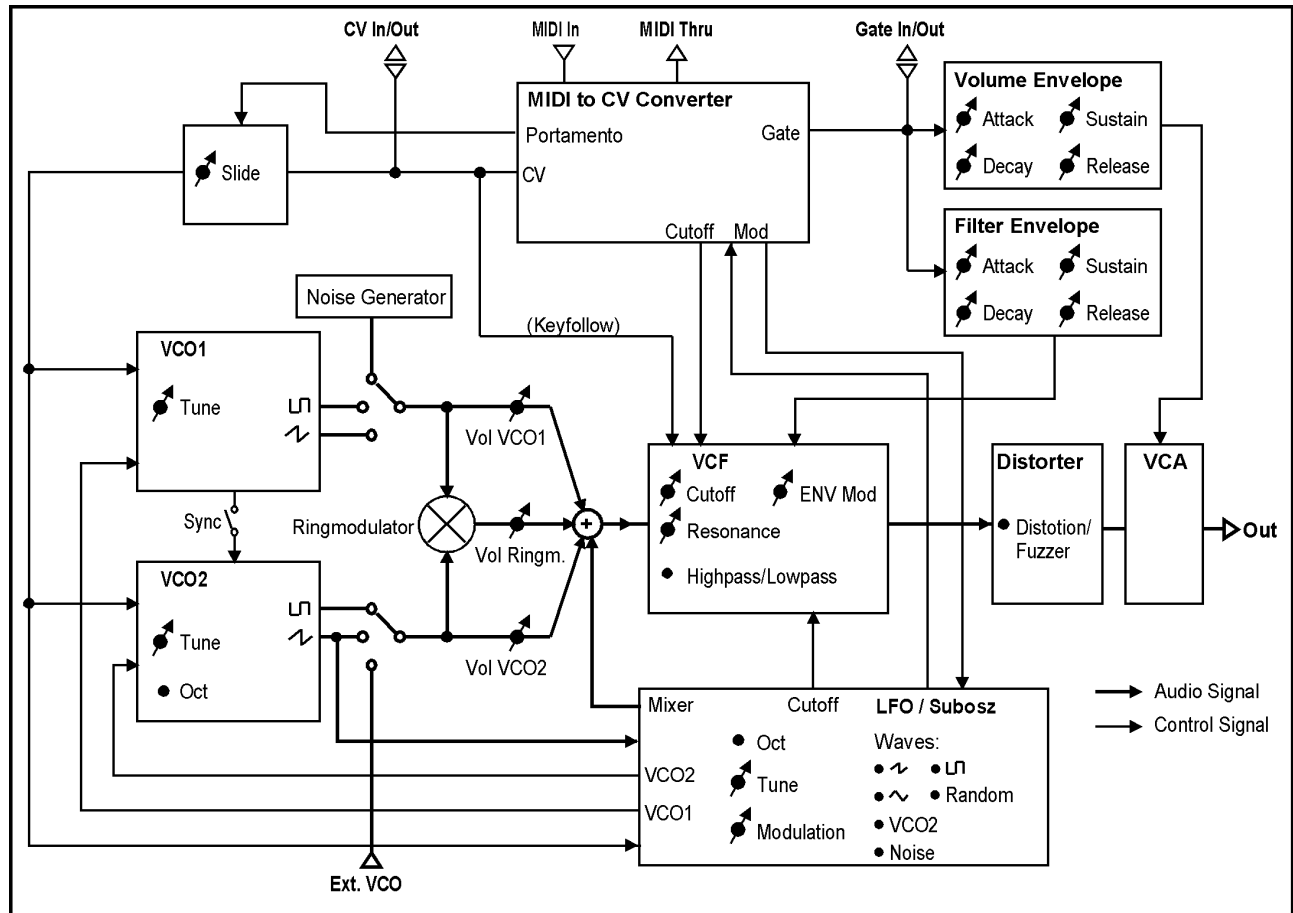 CV In/Out
MIDI In
MIDI Thru
Gate In/Out
MIDI to CV Converter
Portamento
CV
Gate
Cutoff
Mod
Volume Envelope
Attack
Sustain
Decay
Release
Slide
Filter Envelope
Attack
Sustain
Decay
Release
Noise Generator
(Keyfollow)
VCO1
Tune
Vol VCO1
Sync
Ringmodulator
Vol Ringm.
+
VCF
Cutoff
ENV Mod
Resonance
Highpass/Lowpass
Distorter
Distotion/
Fuzzer
VCA
Out
VCO2
Tune
Oct
Vol VCO2
Mixer
Cutoff
LFO / Subosz
Oct
Waves:
VCO2
Tune
Random
VCO1
Modulation
VCO2
Noise
Audio Signal
Control Signal
Ext. VCO